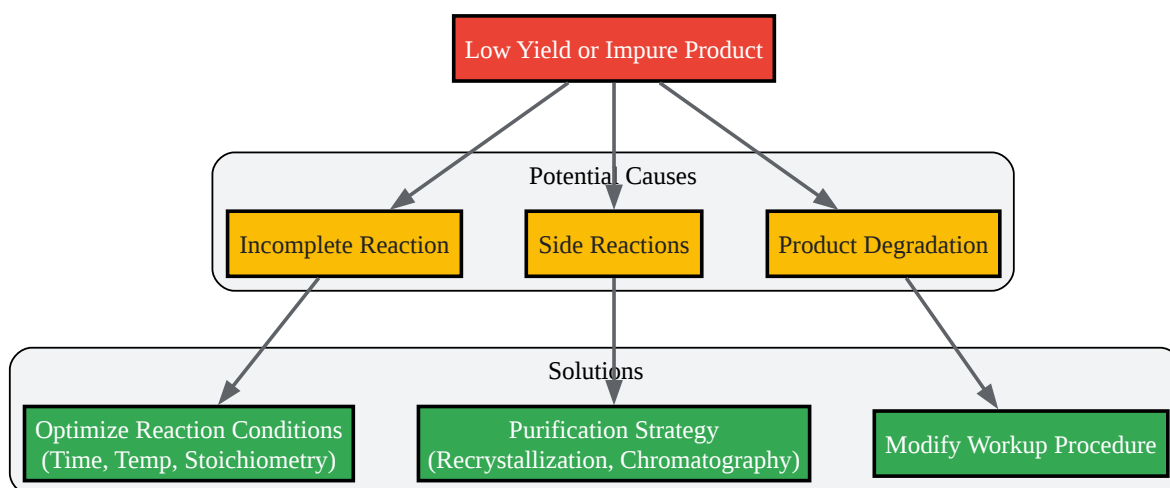 Low Yield or Impure Product
Potential Causes
Incomplete Reaction
Side Reactions
Product Degradation
Solutions
Optimize Reaction Conditions
(Time, Temp, Stoichiometry)
Purification Strategy
(Recrystallization, Chromatography)
Modify Workup Procedure